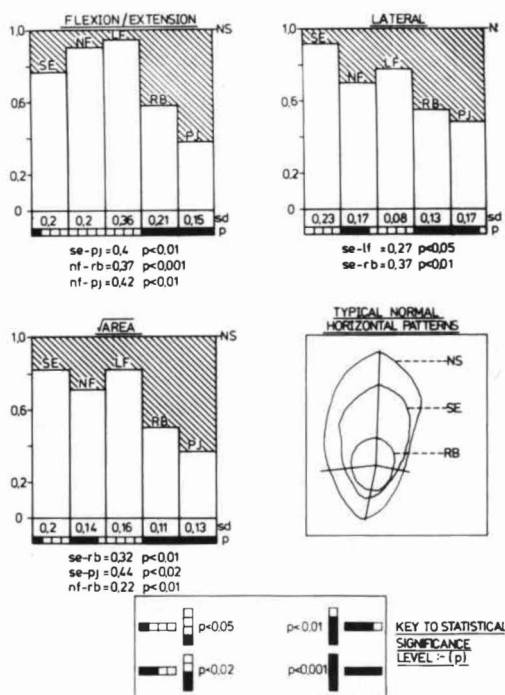 FLEXION/EXTENSION
1,0
0,6
0,2
0
NS
SE
NF
LF
RB
PJ
0,2 0,2 0,36 0,21 0,15 sd
p
se-pj=0,4 p<0,01
nf-rb=0,37 p<0,001
nf-pj=0,42 p<0,01
LATERAL
1,0
0,6
0,2
0
N
SE
NF
LF
RB
PJ
0,23 0,17 0,08 0,13 0,17 sd
p
se-lf =0,27 p<0,05
se-rb=0,37 p<0,01
√AREA
1,0
0,6
0,2
0
NS
SE
NF
LF
RB
PJ
0,2 0,14 0,16 0,11 0,13 sd
p
se-rb=0,32 p<0,01
se-pj=0,44 p<0,02
nf-rb=0,22 p<0,01
TYPICAL NORMAL
HORIZONTAL PATTERNS
NS
SE
RB
p<0,05
p<0,01
p<0,02
p<0,001
KEY TO STATISTICAL
SIGNIFICANCE
LEVEL :- (p)